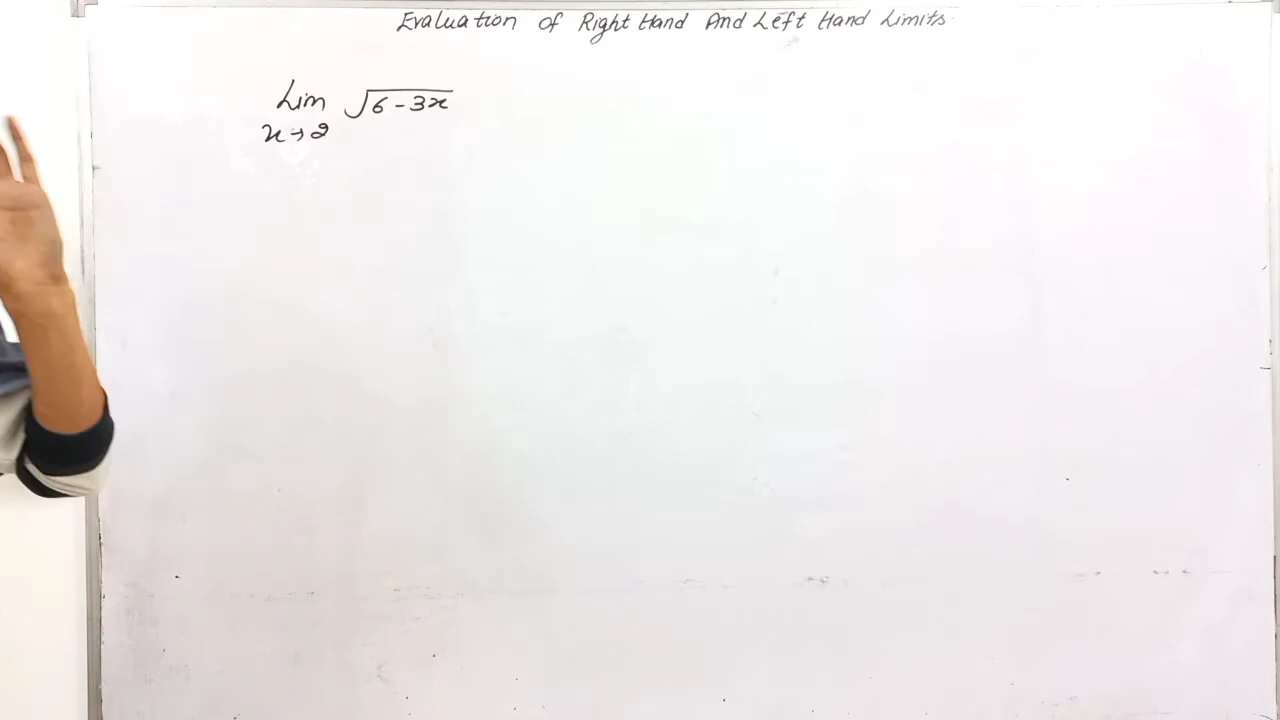 Evaluation of Right Hand And Left Hand Limits
Lim √6-3x
x→2